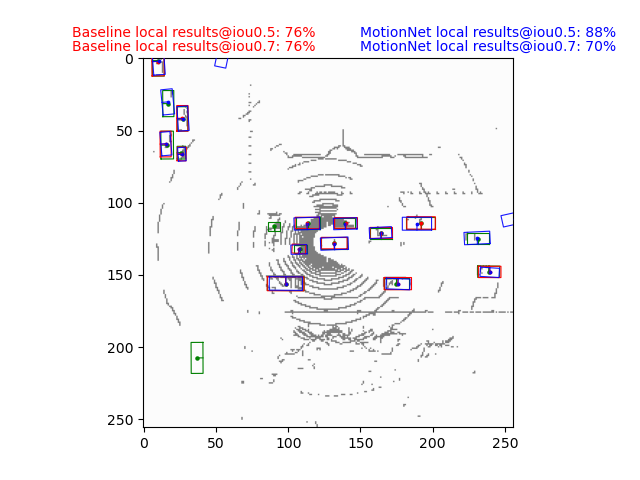 Baseline local results@iou0.5: 76% MotionNet local results@iou0.5: 88%
Baseline local results@iou0.7: 76% MotionNet local results@iou0.7: 70%
0
50
100
150
200
250
0 50 100 150 200 250